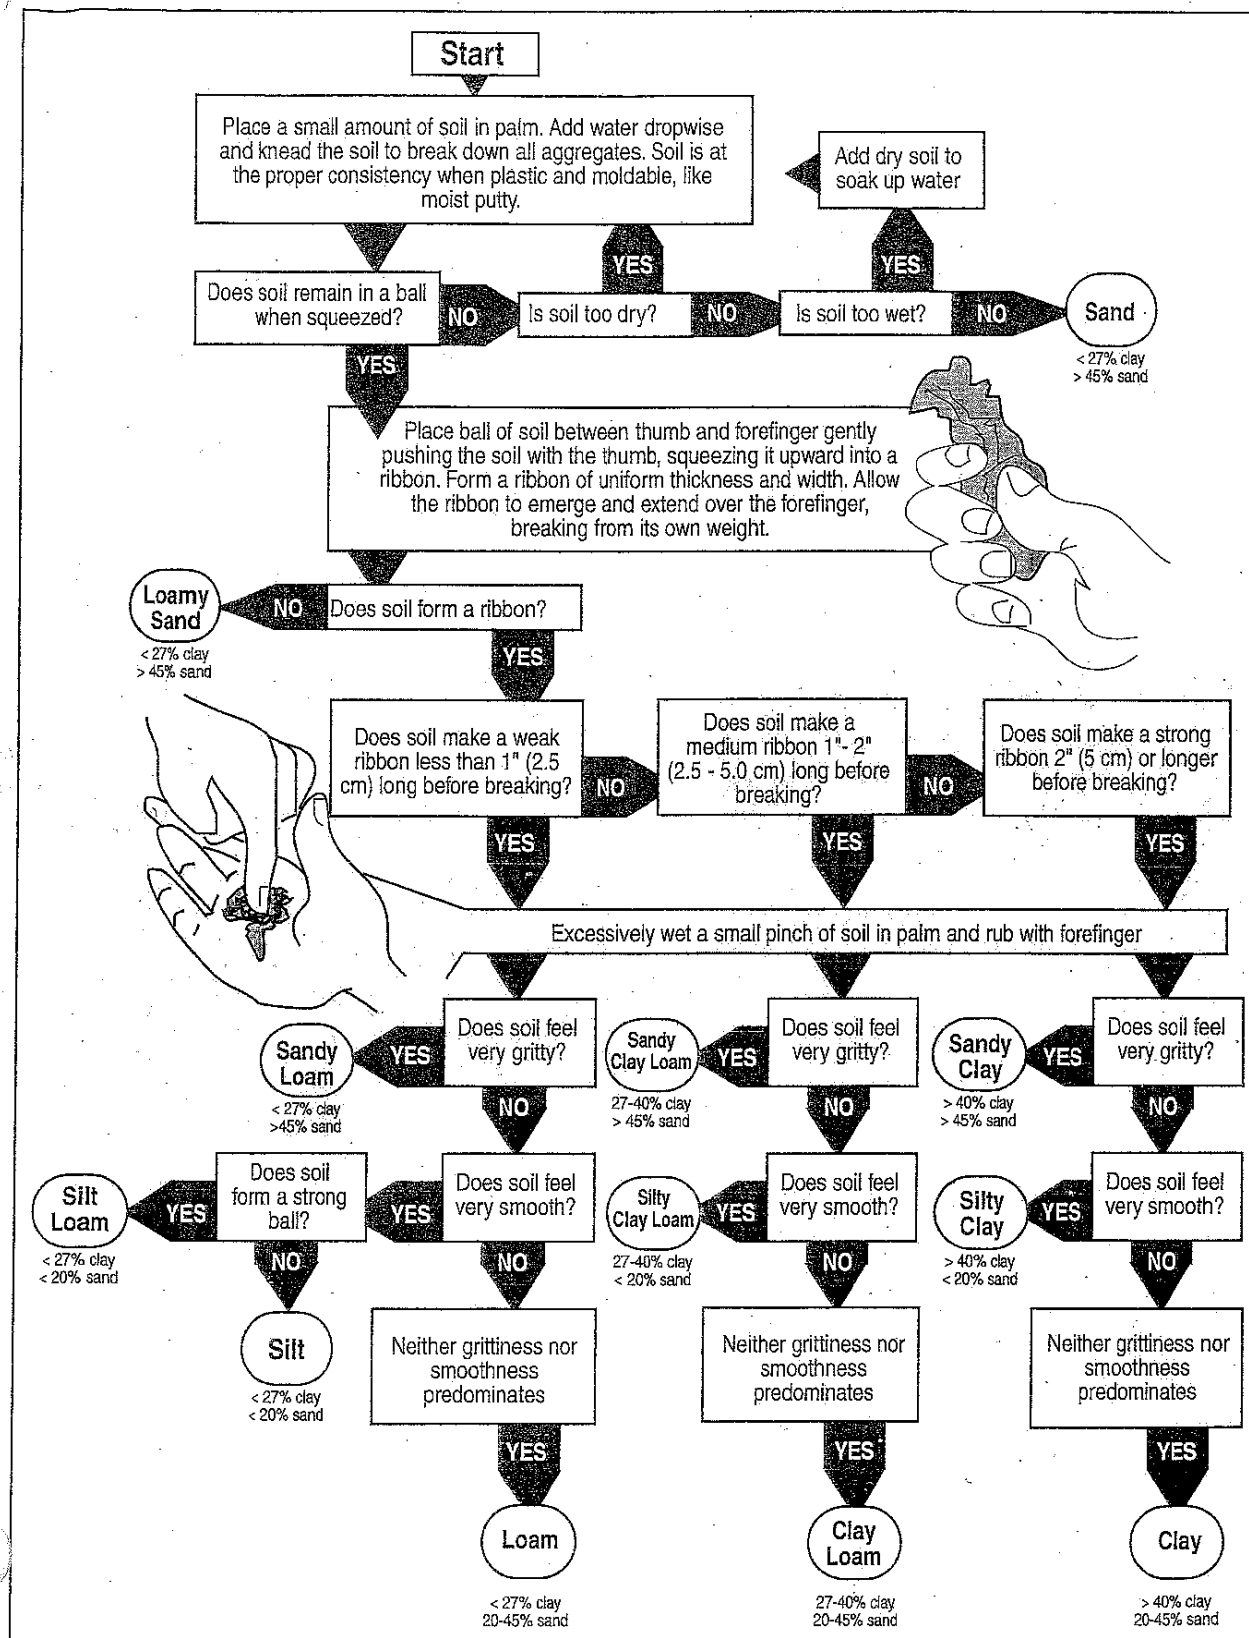 Start
Place a small amount of soil in palm. Add water dropwise
and knead the soil to break down all aggregates. Soil is at
the proper consistency when plastic and moldable, like
moist putty.
Add dry soil to
soak up water
YES
YES
Does soil remain in a ball
when squeezed?
NO
Is soil too dry?
NO
Is soil too wet?
NO
Sand
< 27% clay
> 45% sand
YES
Place ball of soil between thumb and forefinger gently
pushing the soil with the thumb, squeezing it upward into a
ribbon. Form a ribbon of uniform thickness and width. Allow
the ribbon to emerge and extend over the forefinger,
breaking from its own weight.
Loamy
Sand
< 27% clay
> 45% sand
NO
Does soil form a ribbon?
YES
Does soil make a weak
ribbon less than 1" (2.5
cm) long before breaking?
NO
Does soil make a
medium ribbon 1"- 2"
(2.5 - 5.0 cm) long before
breaking?
NO
Does soil make a strong
ribbon 2" (5 cm) or longer
before breaking?
YES
YES
YES
Excessively wet a small pinch of soil in palm and rub with forefinger
Sandy
Loam
< 27% clay
>45% sand
YES
Does soil feel
very gritty?
Sandy
Clay Loam
27-40% clay
> 45% sand
YES
Does soil feel
very gritty?
Sandy
Clay
> 40% clay
> 45% sand
YES
Does soil feel
very gritty?
NO
NO
NO
Silt
Loam
< 27% clay
< 20% sand
YES
Does soil
form a strong
ball?
YES
Does soil feel
very smooth?
Silty
Clay Loam
27-40% clay
< 20% sand
YES
Does soil feel
very smooth?
Silty
Clay
> 40% clay
< 20% sand
YES
Does soil feel
very smooth?
NO
NO
NO
NO
Silt
< 27% clay
< 20% sand
Neither grittiness nor
smoothness
predominates
Neither grittiness nor
smoothness
predominates
Neither grittiness nor
smoothness
predominates
YES
YES
YES
Loam
< 27% clay
20-45% sand
Clay
Loam
27-40% clay
20-45% sand
Clay
> 40% clay
20-45% sand